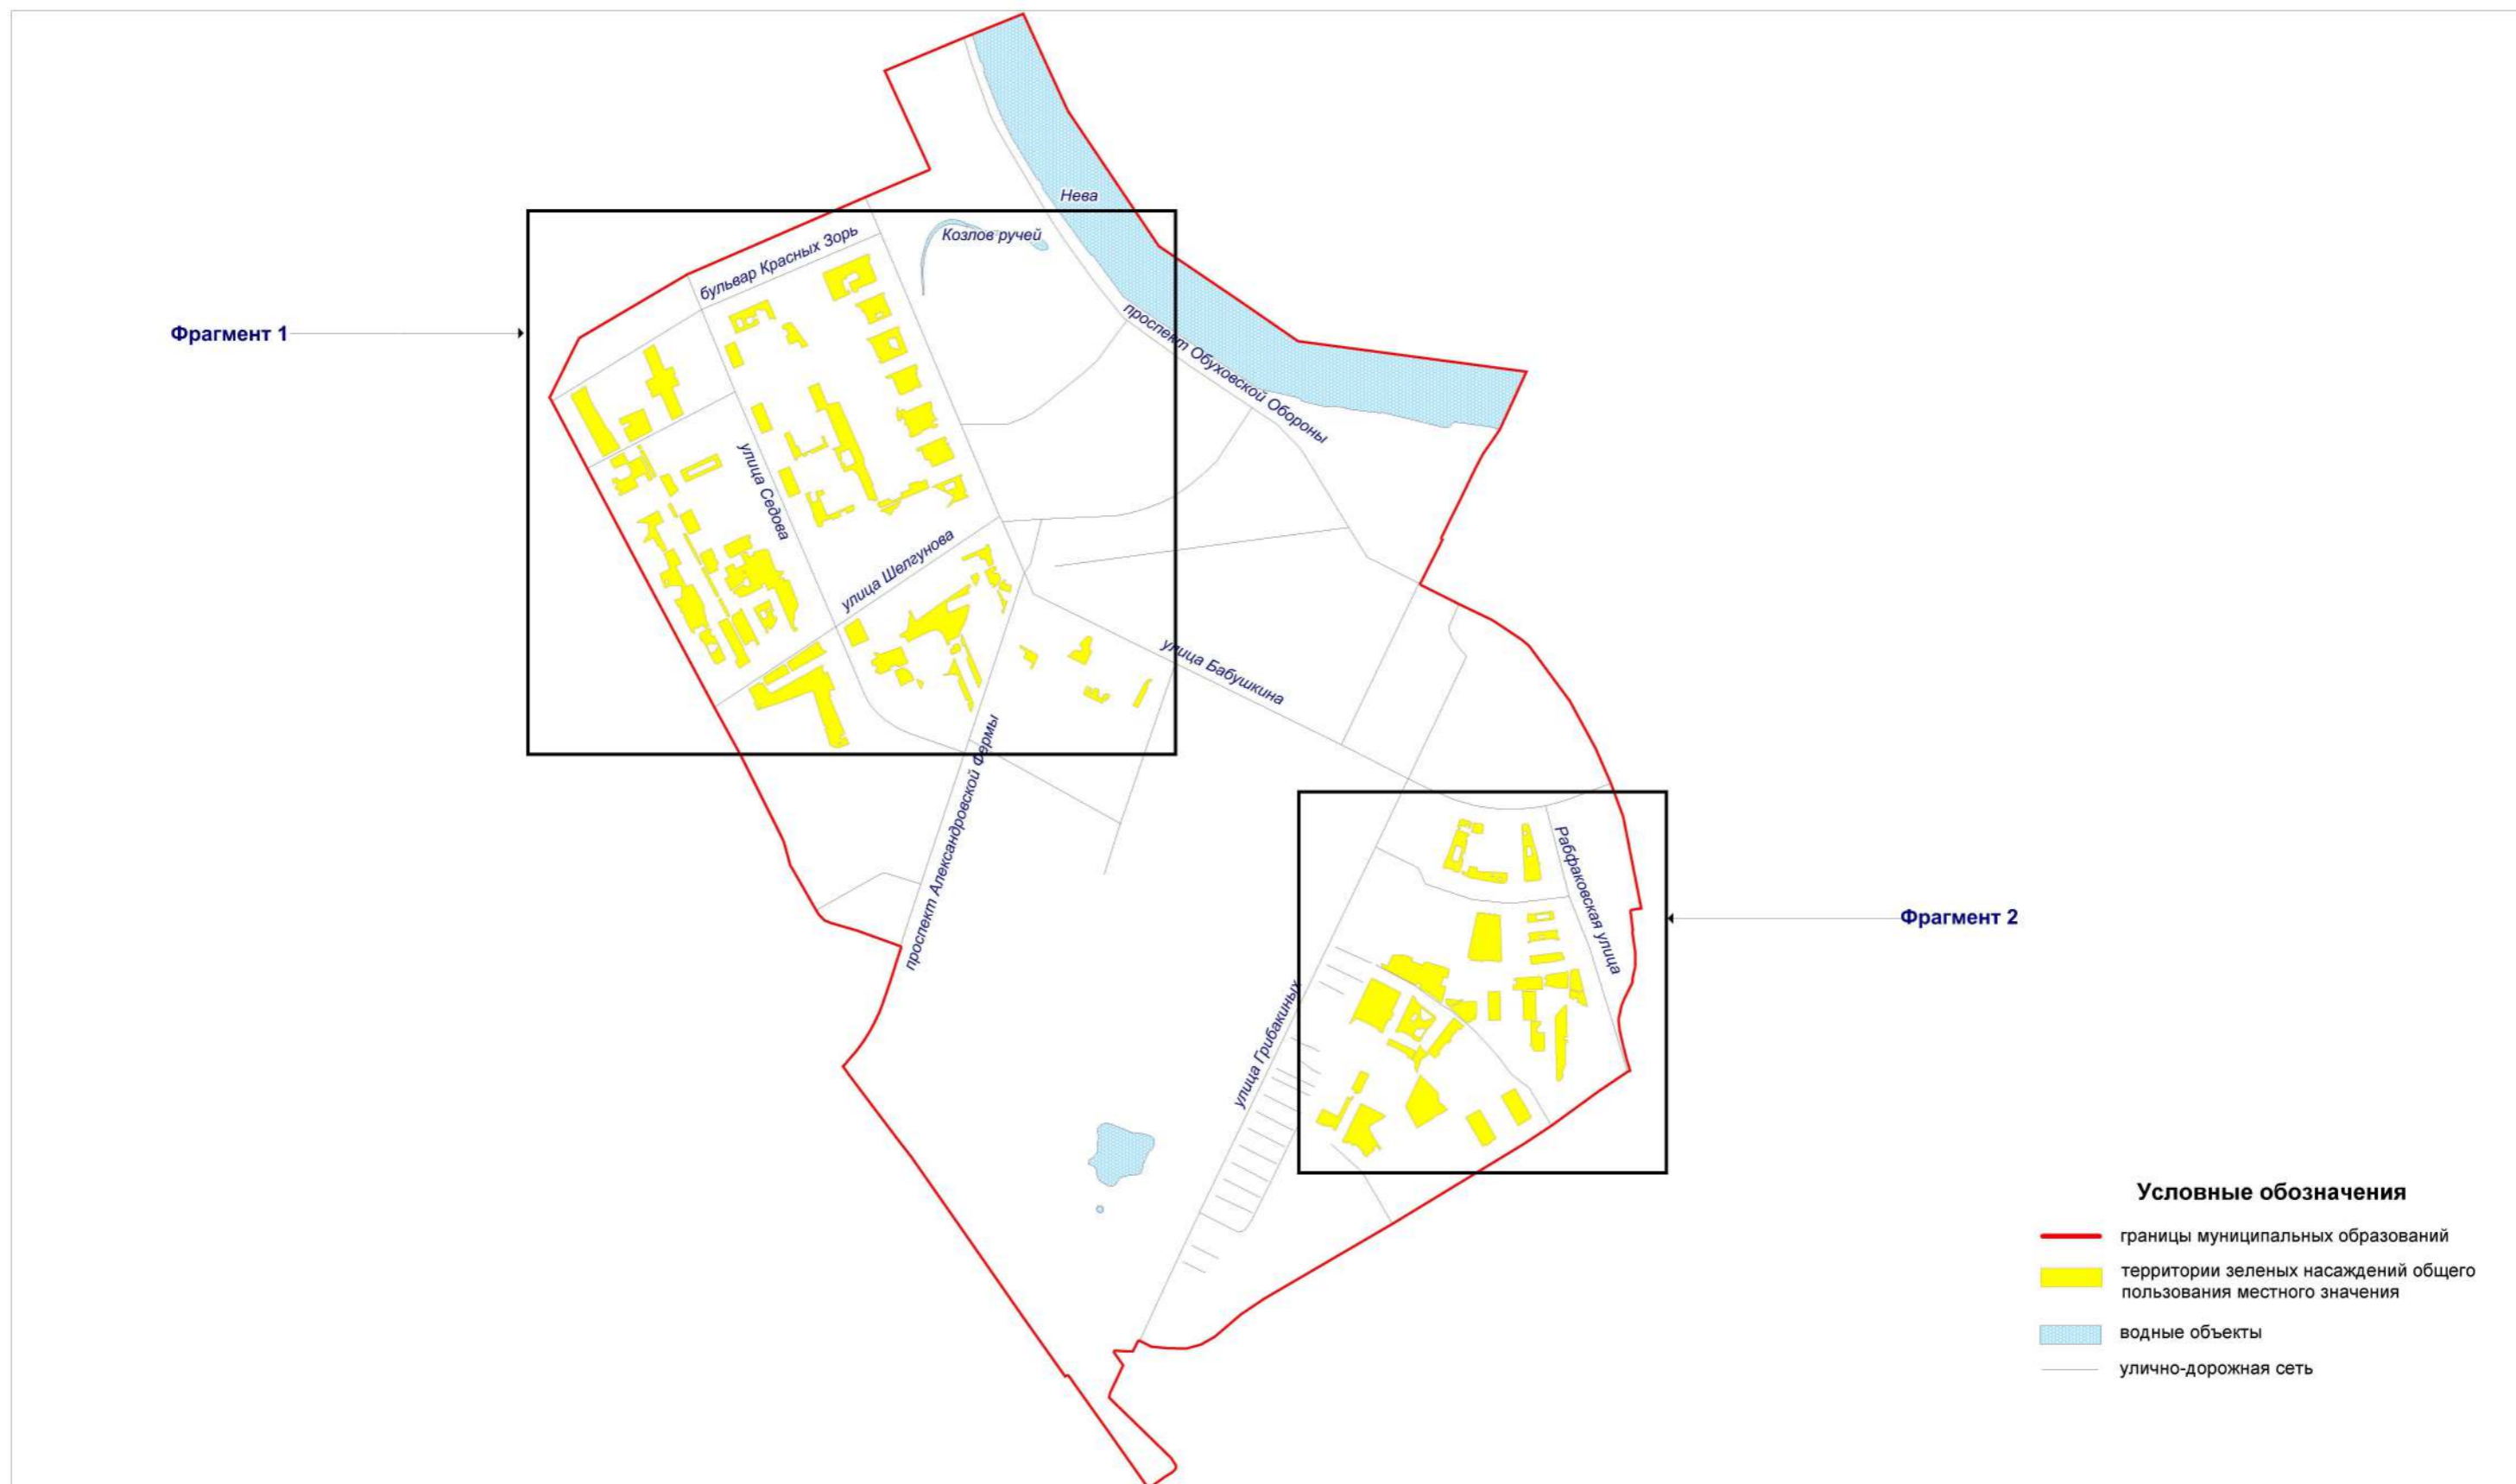 Нева
Козлов ручей
бульвар Красных Зорь
Фрагмент 1
проспект Обуховской Обороны
улица Седова
улица Шелгунова
улица Бабушкина
проспект Александровской Фермы
Рабфаковская улица
Фрагмент 2
улица Грибакиных
Условные обозначения
границы муниципальных образований
территории зеленых насаждений общего
пользования местного значения
водные объекты
улично-дорожная сеть